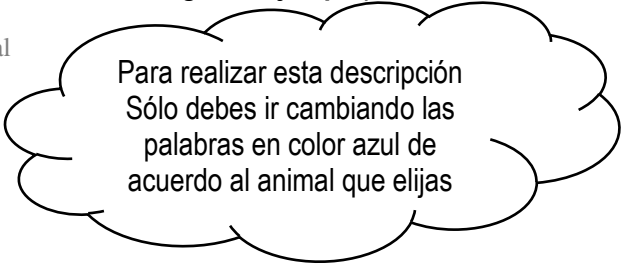 Para realizar esta descripción
Sólo debes ir cambiando las
palabras en color azul de
acuerdo al animal que elijas